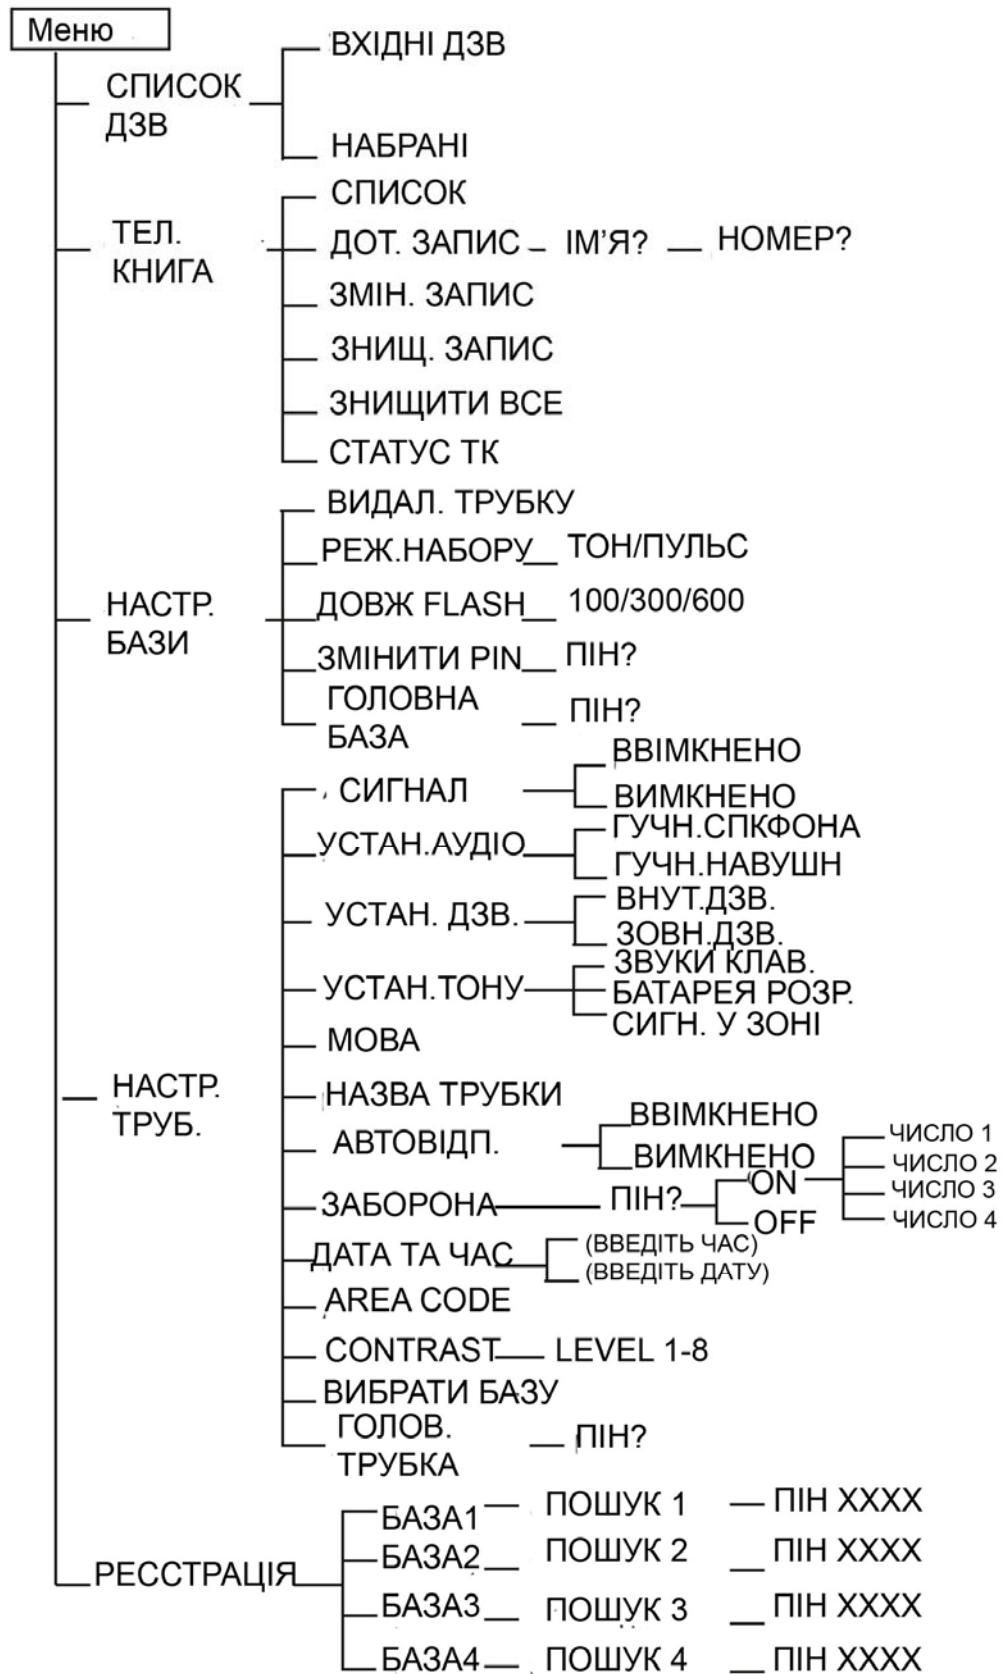 Меню
СПИСОК
ДЗВ
ВХІДНІ ДЗВ
НАБРАНІ
ТЕЛ.
КНИГА
СПИСОК
ДОТ. ЗАПИС
ІМ’Я?
НОМЕР?
ЗМІН. ЗАПИС
ЗНИЩ. ЗАПИС
ЗНИЩИТИ ВСЕ
СТАТУС ТК
НАСТР.
БАЗИ
ВИДАЛ. ТРУБКУ
РЕЖ.НАБОРУ
ТОН/ПУЛЬС
ДОВЖ FLASH
100/300/600
ЗМІНИТИ PIN
ПІН?
ГОЛОВНА
БАЗА
ПІН?
НАСТР.
ТРУБ.
СИГНАЛ
ВВІМКНЕНО
ВИМКНЕНО
УСТАН.АУДІО
ГУЧН.СПКФОНА
ГУЧН.НАВУШН
УСТАН. ДЗВ.
ВНУТ.ДЗВ.
ЗОВН.ДЗВ.
УСТАН.ТОНУ
ЗВУКИ КЛАВ.
БАТАРЕЯ РОЗР.
СИГН. У ЗОНІ
МОВА
НАЗВА ТРУБКИ
АВТОВІДП.
ВВІМКНЕНО
ВИМКНЕНО
ЗАБОРОНА
ПІН?
ON
ЧИСЛО 1
ЧИСЛО 2
ЧИСЛО 3
ЧИСЛО 4
OFF
ДАТА ТА ЧАС
(ВВЕДІТЬ ЧАС)
(ВВЕДІТЬ ДАТУ)
AREA CODE
CONTRAST
LEVEL 1-8
ВИБРАТИ БАЗУ
ГОЛОВ.
ТРУБКА
ПІН?
РЕССТРАЦІЯ
БАЗА1
ПОШУК 1
ПІН XXXX
БАЗА2
ПОШУК 2
ПІН XXXX
БАЗА3
ПОШУК 3
ПІН XXXX
БАЗА4
ПОШУК 4
ПІН XXXX